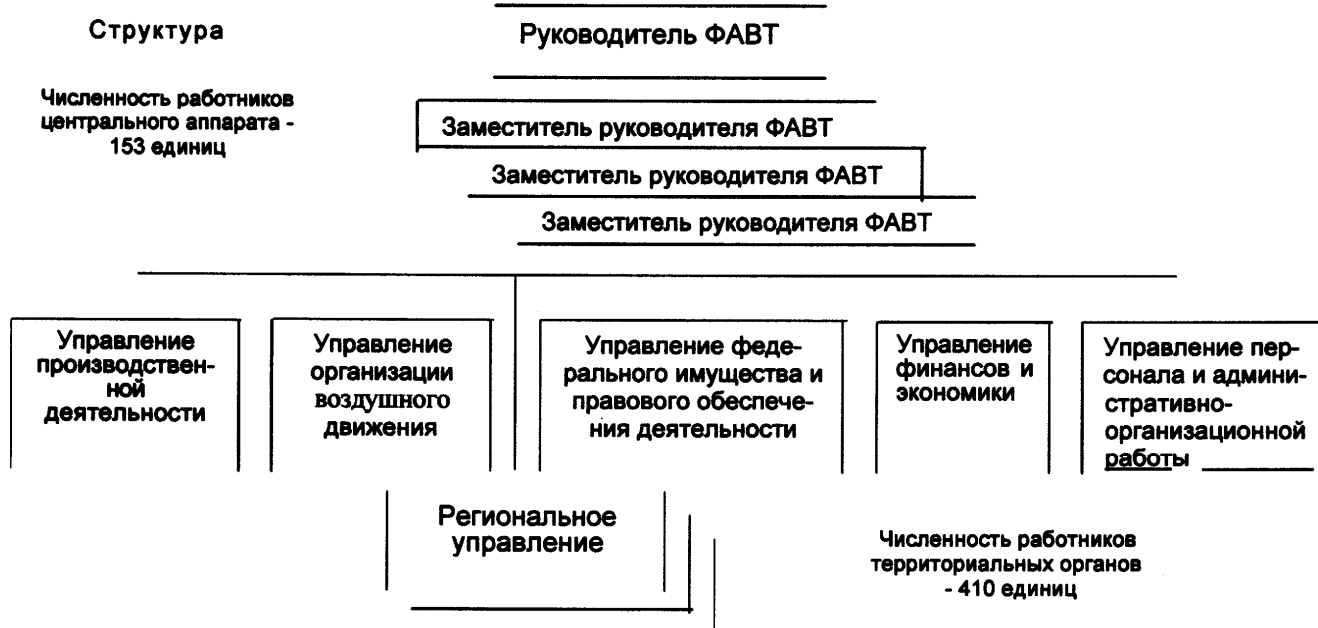 Структура
Руководитель ФАВТ
Численность работников
центрального аппарата -
153 единиц
Заместитель руководителя ФАВТ
Заместитель руководителя ФАВТ
Заместитель руководителя ФАВТ
Управление
производствен-
ной
деятельности
Управление
организации
воздушного
движения
Управление феде-
рального имущества и
правового обеспече-
ния деятельности
Управление
финансов и
экономики
Управление пер-
сонала и админи-
стративно-
организационной
работы
Региональное
управление
Численность работников
территориальных органов
- 410 единиц